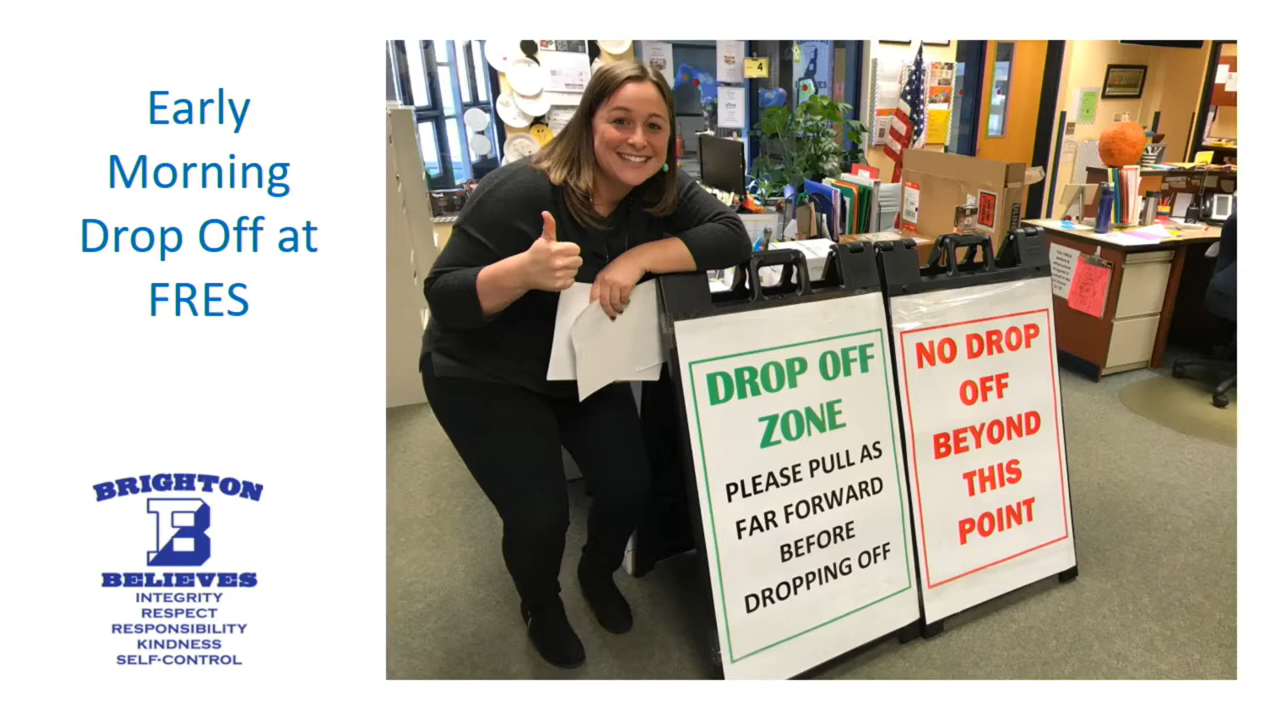 Early
Morning
Drop Off at
FRES
BRIGHTON
B
BELIEVES
INTEGRITY
RESPECT
RESPONSIBILITY
KINDNESS
SELF-CONTROL
4
DROP OFF
ZONE
PLEASE PULL AS
FAR FORWARD
BEFORE
DROPPING OFF
NO DROP
OFF
BEYOND
THIS
POINT